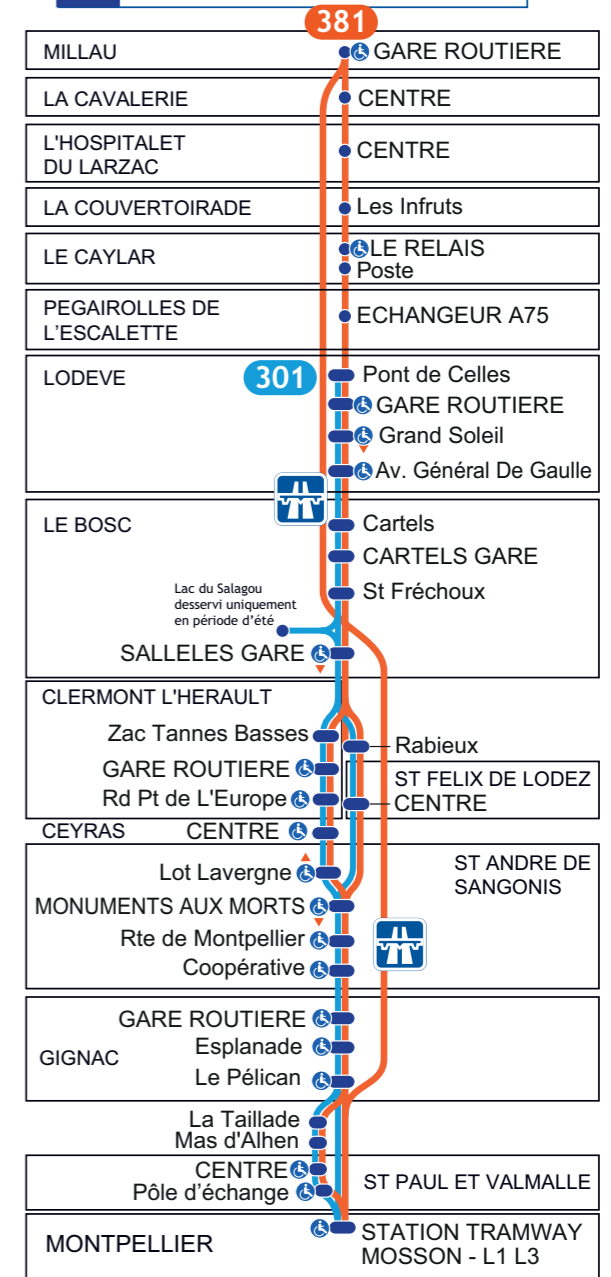 381
MILLAU
GARE ROUTIERE
LA CAVALERIE
CENTRE
L'HOSPITALET
DU LARZAC
CENTRE
LA COUVERTOIRADE
Les Infruts
LE CAYLAR
LE RELAIS
Poste
PEGAIROLLES DE
L'ESCALETTE
ECHANGEUR A75
LODEVE
301
Pont de Celles
GARE ROUTIERE
Grand Soleil
Av. Général De Gaulle
LE BOSC
Cartels
CARTELS GARE
St Fréchoux
Lac du Salagou
desservi uniquement
en période d'été
SALLELES GARE
CLERMONT L'HERAULT
Zac Tannes Basses
Rabieux
GARE ROUTIERE
ST FELIX DE LODEZ
Rd Pt de L'Europe
CENTRE
CEYRAS
CENTRE
ST ANDRE DE
SANGONIS
Lot Lavergne
MONUMENTS AUX MORTS
Rte de Montpellier
Coopérative
GARE ROUTIERE
Esplanade
GIGNAC
Le Pélican
La Taillade
Mas d'Alhen
CENTRE
Pôle d'échange
ST PAUL ET VALMALLE
MONTPELLIER
STATION TRAMWAY
MOSSON - L1 L3